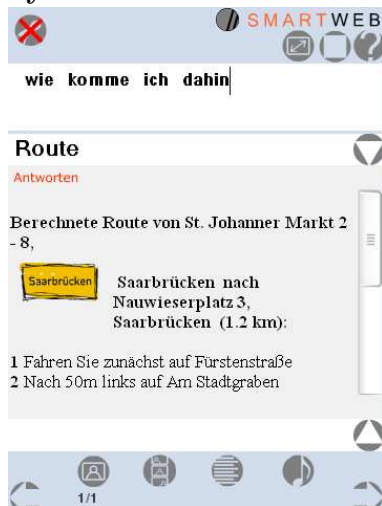 SMARTWEB
?
wie komme ich dahin
Route
Antworten
Berechnete Route von St. Johanner Markt 2
- 8,
Saarbrücken
Saarbrücken nach
Nauwieserplatz 3,
Saarbrücken (1.2 km):
1 Fahren Sie zunächst auf Fürstenstraße
2 Nach 50m links auf Am Stadtgraben
1/1